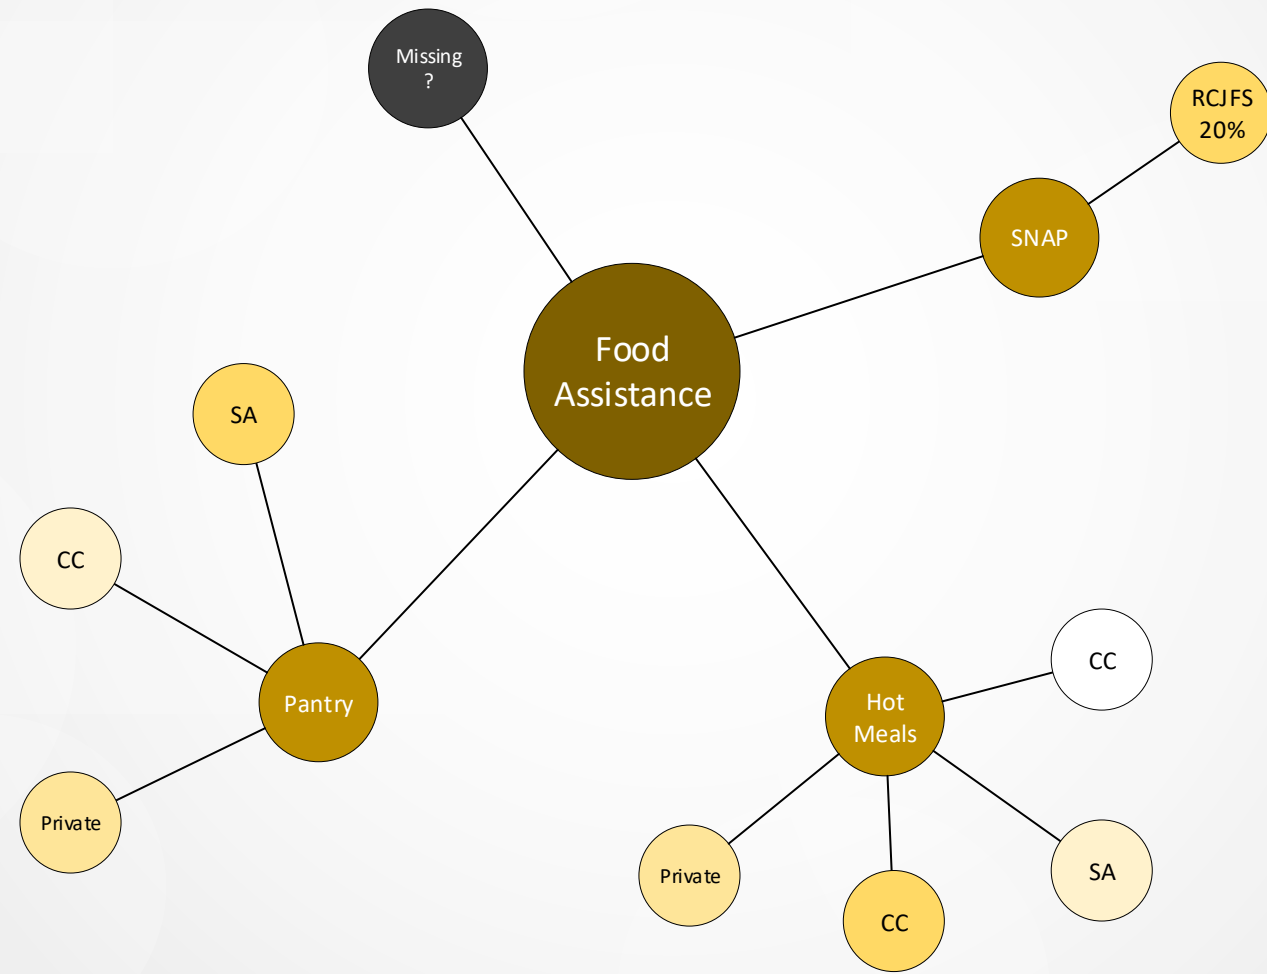 Missing
?
RCJFS
20%
SNAP
Food
Assistance
SA
CC
Pantry
Private
CC
Hot
Meals
SA
Private
CC